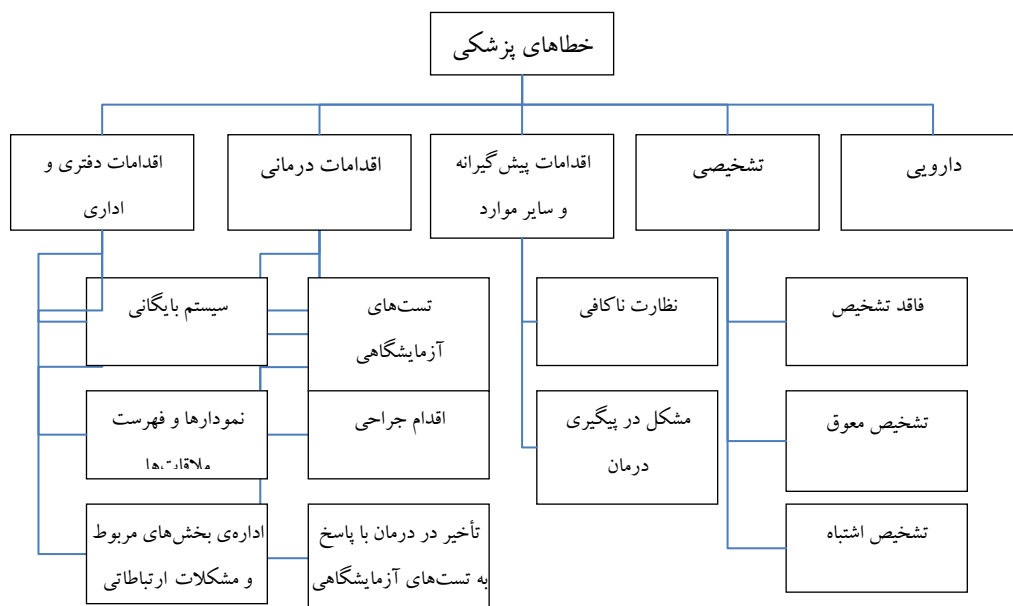 خطاهای پزشکی
دارویی
تشخیصی
اقدامات پیش‌گیرانه
و سایر موارد
اقدامات درمانی
اقدامات دفتری و
اداری
فاقد تشخیص
نظارت ناکافی
تست‌های
آزمایشگاهی
سیستم بایگانی
تشخیص معوق
مشکل در پیگیری
درمان
اقدام جراحی
نمودارها و فهرست
ملاقات‌ها
تشخیص اشتباه
تأخیر در درمان با پاسخ
به تست‌های آزمایشگاهی
اداره‌ی بخش‌های مربوط
و مشکلات ارتباطاتی